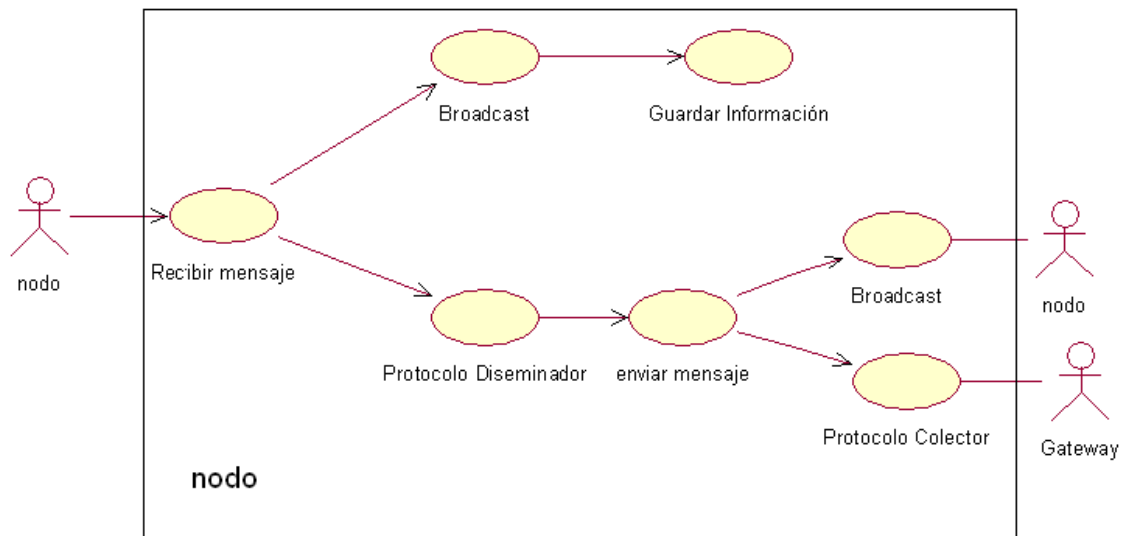 Broadcast
Guardar Información
Recibir mensaje
nodo
Broadcast
nodo
Protocolo Diseminador
enviar mensaje
Protocolo Colector
Gateway
nodo